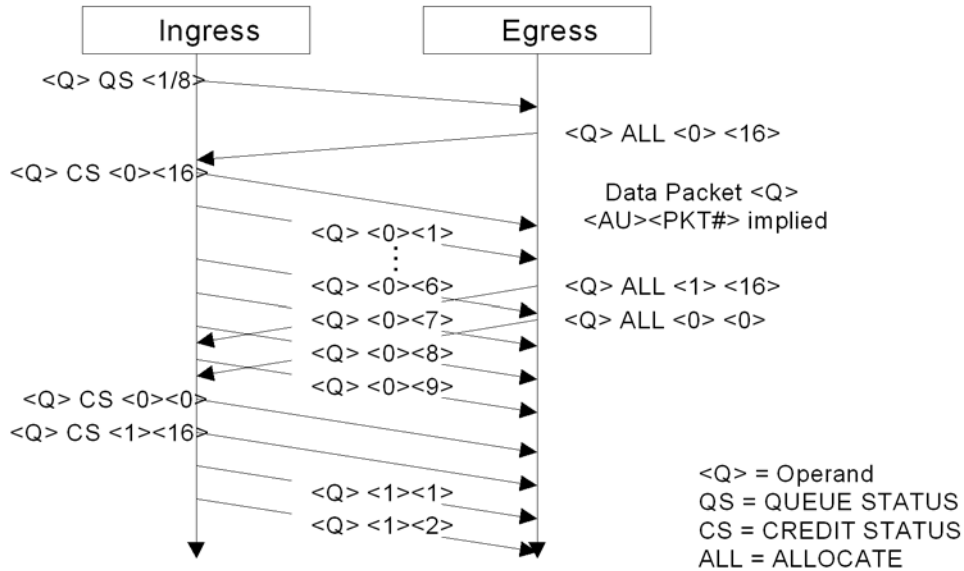 Ingress
Egress
<Q> QS <1/8>
<Q> ALL <0> <16>
<Q> CS <0><16>
Data Packet <Q>
<AU><PKT#> implied
<Q> <0><1>
<Q> <0><6>
<Q> ALL <1> <16>
<Q> <0><7>
<Q> ALL <0> <0>
<Q> <0><8>
<Q> <0><9>
<Q> CS <0><0>
<Q> CS <1><16>
<Q> <1><1>
<Q> <1><2>
<Q> = Operand
QS = QUEUE STATUS
CS = CREDIT STATUS
ALL = ALLOCATE